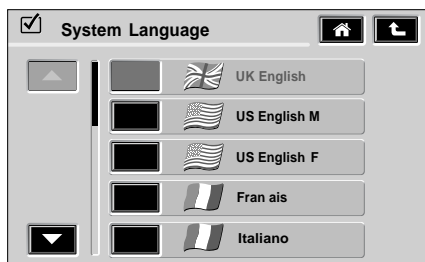 System Language
UK English
US English M
US English F
Fran ais
Italiano